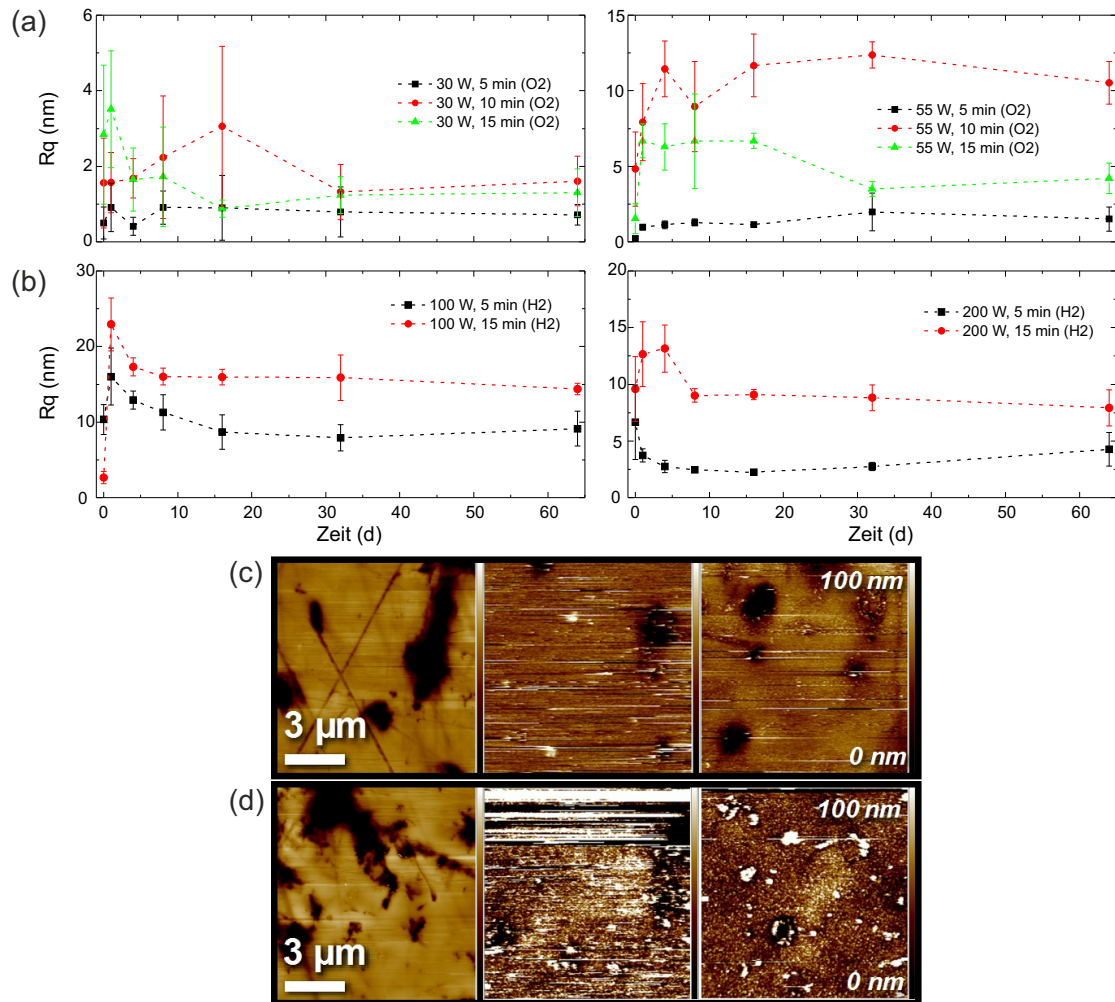 (a)
Rq (nm)
6
4
2
0
30 W, 5 min (O2)
30 W, 10 min (O2)
30 W, 15 min (O2)
15
10
5
0
55 W, 5 min (O2)
55 W, 10 min (O2)
55 W, 15 min (O2)
(b)
Rq (nm)
30
20
10
0
100 W, 5 min (H2)
100 W, 15 min (H2)
0 10 20 30 40 50 60
Zeit (d)
20
15
10
5
0
200 W, 5 min (H2)
200 W, 15 min (H2)
0 10 20 30 40 50 60
Zeit (d)
(c)
3 µm
100 nm
0 nm
(d)
3 µm
100 nm
0 nm